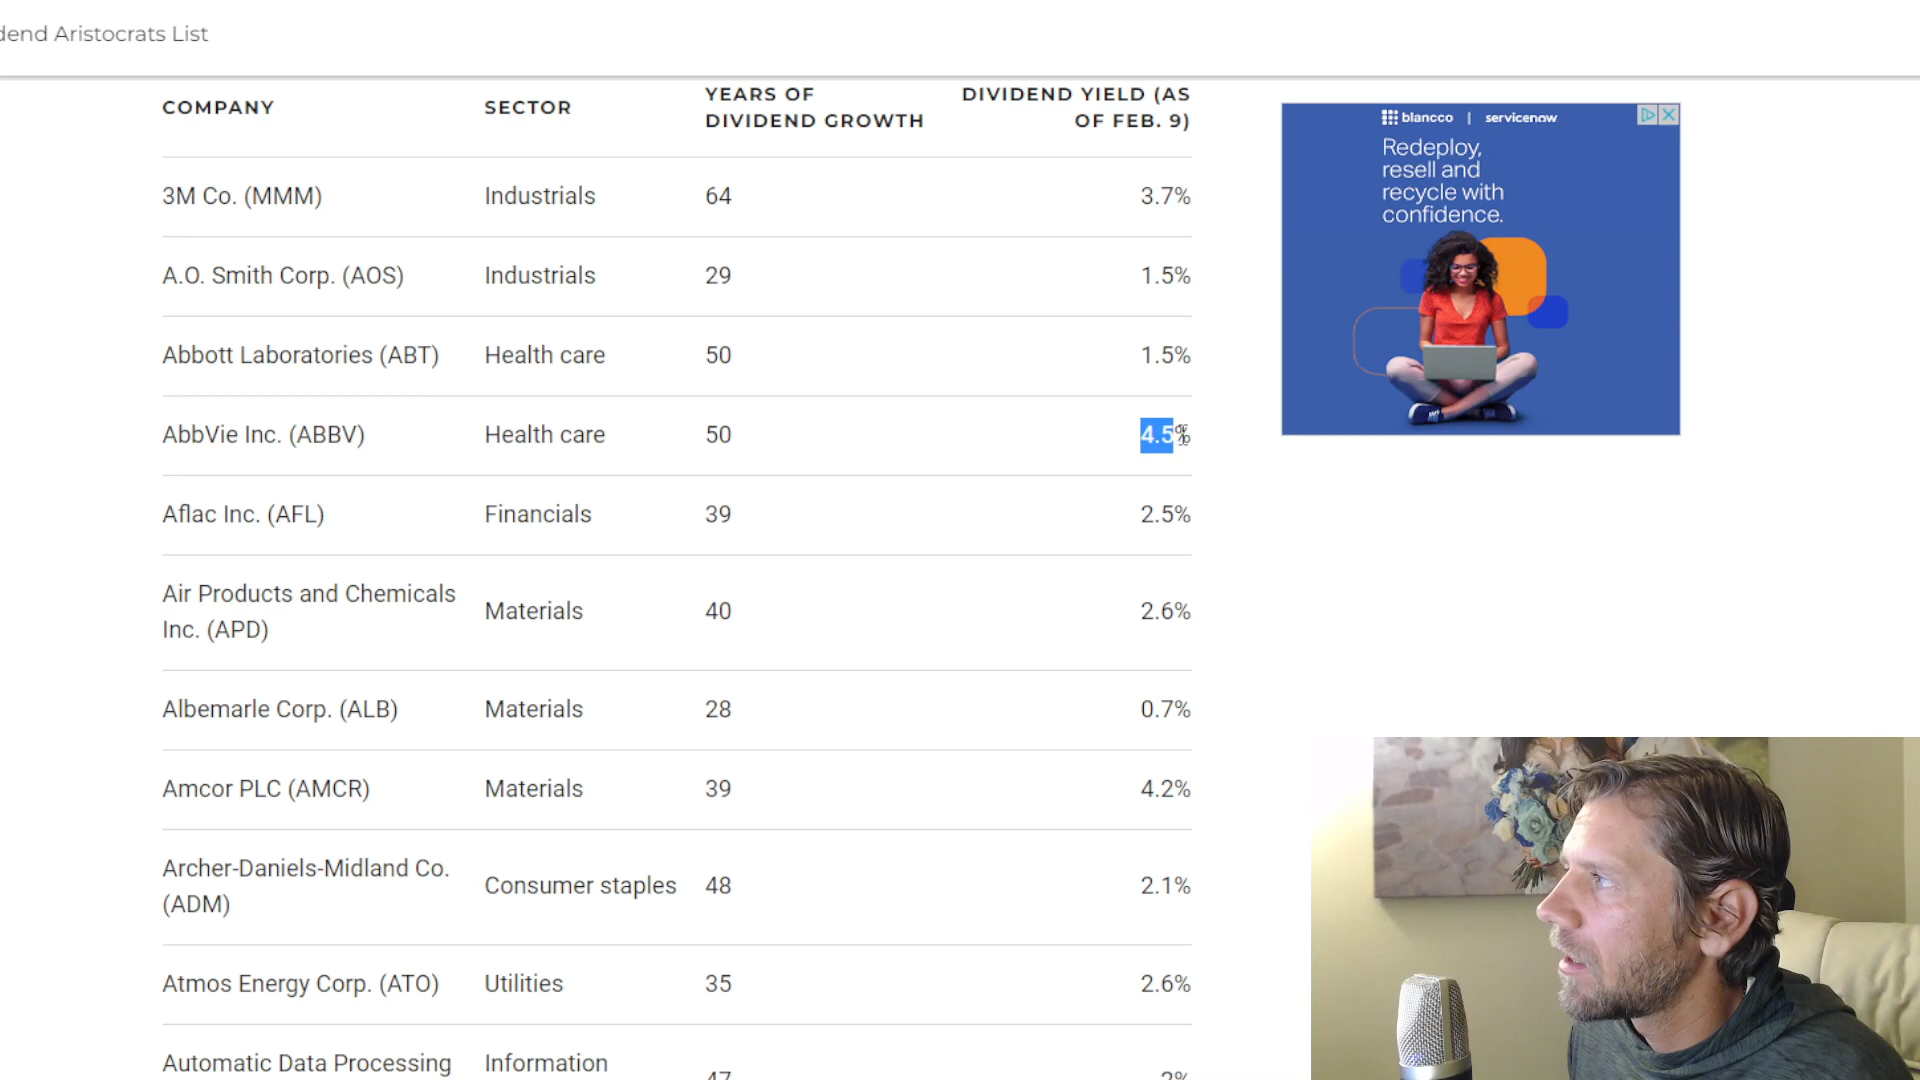 dend Aristocrats List
COMPANY SECTOR YEARS OF DIVIDEND GROWTH DIVIDEND YIELD (AS OF FEB. 9)
3M Co. (MMM) Industrials 64 3.7%
A.O. Smith Corp. (AOS) Industrials 29 1.5%
Abbott Laboratories (ABT) Health care 50 1.5%
AbbVie Inc. (ABBV) Health care 50 4.5%
Aflac Inc. (AFL) Financials 39 2.5%
Air Products and Chemicals
Inc. (APD) Materials 40 2.6%
Albemarle Corp. (ALB) Materials 28 0.7%
Amcor PLC (AMCR) Materials 39 4.2%
Archer-Daniels-Midland Co.
(ADM) Consumer staples 48 2.1%
Atmos Energy Corp. (ATO) Utilities 35 2.6%
Automatic Data Processing Information 47 2%
blancco | servicenow
Redeploy,
resell and
recycle with
confidence.